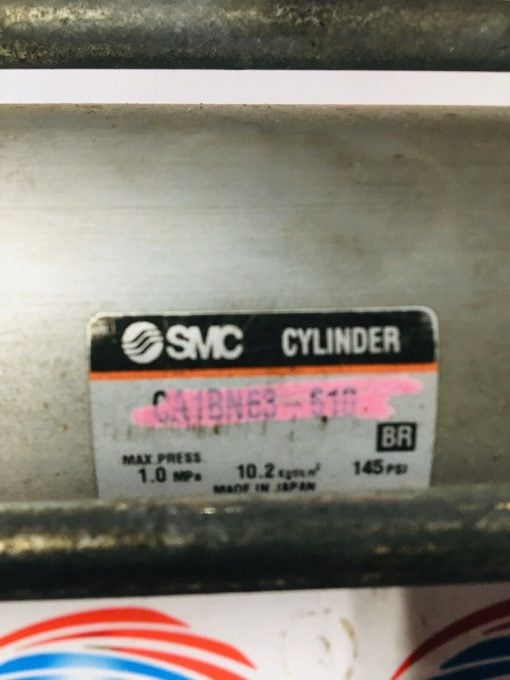 SMC CYLINDER
CA1BN63-610
BR
MAX.PRESS.
1.0 MPa 10.2 kgf/cm² 145 PSI
MADE IN JAPAN